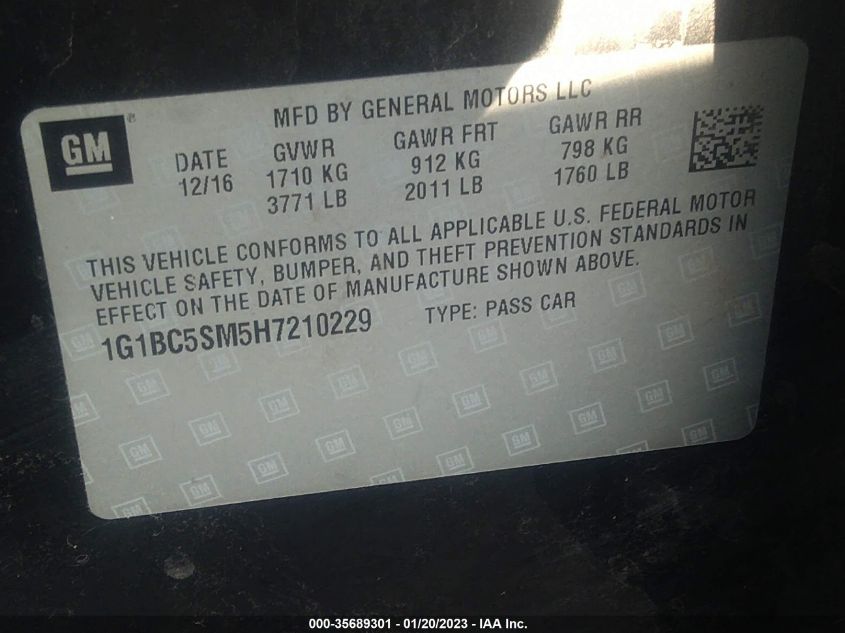 MFD BY GENERAL MOTORS LLC
GM
DATE GVWR GAWR FRT GAWR RR
12/16 1710 KG 912 KG 798 KG
3771 LB 2011 LB 1760 LB
THIS VEHICLE CONFORMS TO ALL APPLICABLE U.S. FEDERAL MOTOR
VEHICLE SAFETY, BUMPER, AND THEFT PREVENTION STANDARDS IN
EFFECT ON THE DATE OF MANUFACTURE SHOWN ABOVE.
1G1BC5SM5H7210229 TYPE: PASS CAR
000-35689301 - 01/20/2023 - IAA Inc.